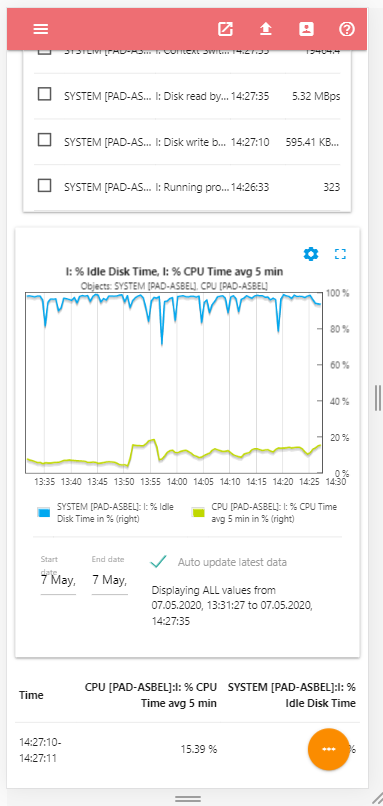 I: Context Swit... 14:27:35 19404.4
SYSTEM [PAD-AS... I: Disk read by... 14:27:35 5.32 MBps
SYSTEM [PAD-AS... I: Disk write b... 14:27:10 595.41 KB...
SYSTEM [PAD-AS... I: Running pro... 14:26:33 323
I: % Idle Disk Time, I: % CPU Time avg 5 min
Objects: SYSTEM [PAD-ASBEL], CPU [PAD-ASBEL]
100 %
80 %
60 %
40 %
20 %
0 %
13:35 13:40 13:45 13:50 13:55 14:00 14:05 14:10 14:15 14:20 14:25 14:30
SYSTEM [PAD-ASBEL]: I: % Idle
Disk Time in % (right)
CPU [PAD-ASBEL]: I: % CPU Time
avg 5 min in % (right)
Start
date
7 May,
End date
7 May,
Auto update latest data
Displaying ALL values from
07.05.2020, 13:31:27 to 07.05.2020,
14:27:35
Time
CPU [PAD-ASBEL]:I: % CPU
Time avg 5 min
SYSTEM [PAD-ASBEL]:I: %
Idle Disk Time
14:27:10-
14:27:11
15.39 %
%